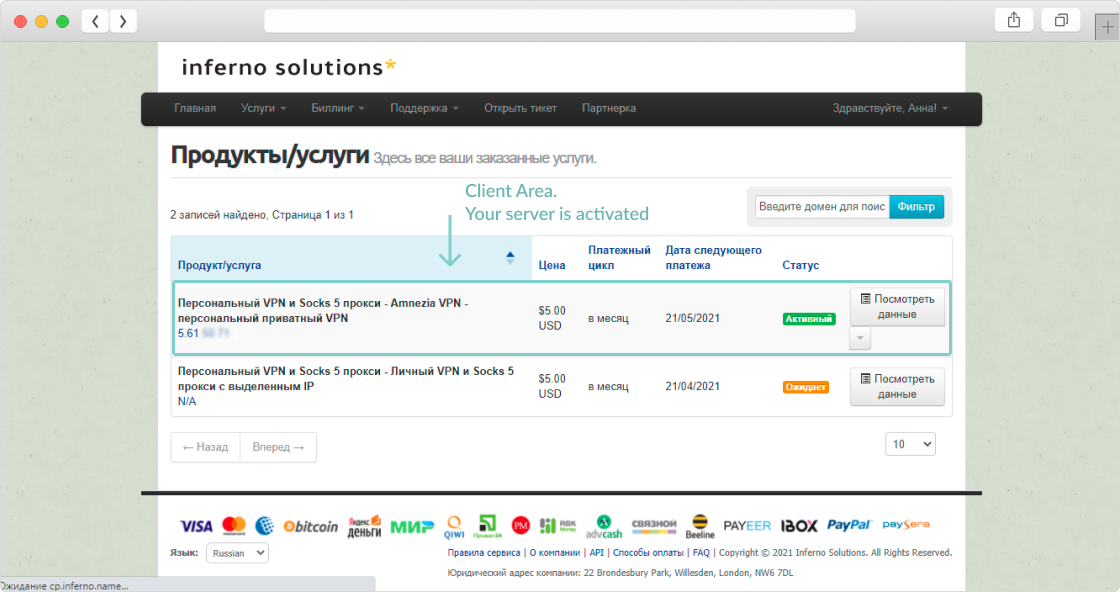 inferno solutions*
Главная Услуги Биллинг Поддержка Открыть тикет Партнерка Здравствуйте, Анна!
Продукты/услуги Здесь все ваши заказанные услуги.
Client Area.
Your server is activated
2 записей найдено, Страница 1 из 1
Введите домен для поис Фильтр
Продукт/услуга Цена Платежный цикл Дата следующего платежа Статус
Персональный VPN и Socks 5 прокси - Amnezia VPN -
персональный приватный VPN
5.61
$5.00
USD
в месяц
21/05/2021
Активный
Посмотреть
данные
Персональный VPN и Socks 5 прокси - Личный VPN и Socks 5
прокси с выделенным IP
N/A
$5.00
USD
в месяц
21/04/2021
Ожидает
Посмотреть
данные
← Назад Вперед →
10
VISA bitcoin Яндекс деньги МИР QIWI Приват24 PM RBK Money advcash СВЯЗНОЙ Beeline PAYEER IBOX PayPal paysera
Язык: Russian
Правила сервиса | О компании | API | Способы оплаты | FAQ | Copyright © 2021 Inferno Solutions. All Rights Reserved.
Юридический адрес компании: 22 Brondesbury Park, Willesden, London, NW6 7DL
Ожидание cp.inferno.name...